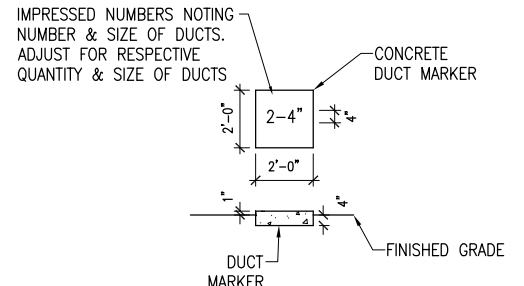 IMPRESSED NUMBERS NOTING
NUMBER & SIZE OF DUCTS.
ADJUST FOR RESPECTIVE
QUANTITY & SIZE OF DUCTS
CONCRETE
DUCT MARKER
2'-0"
2-4"
4"
2'-0"
1"
4"
FINISHED GRADE
DUCT
MARKER